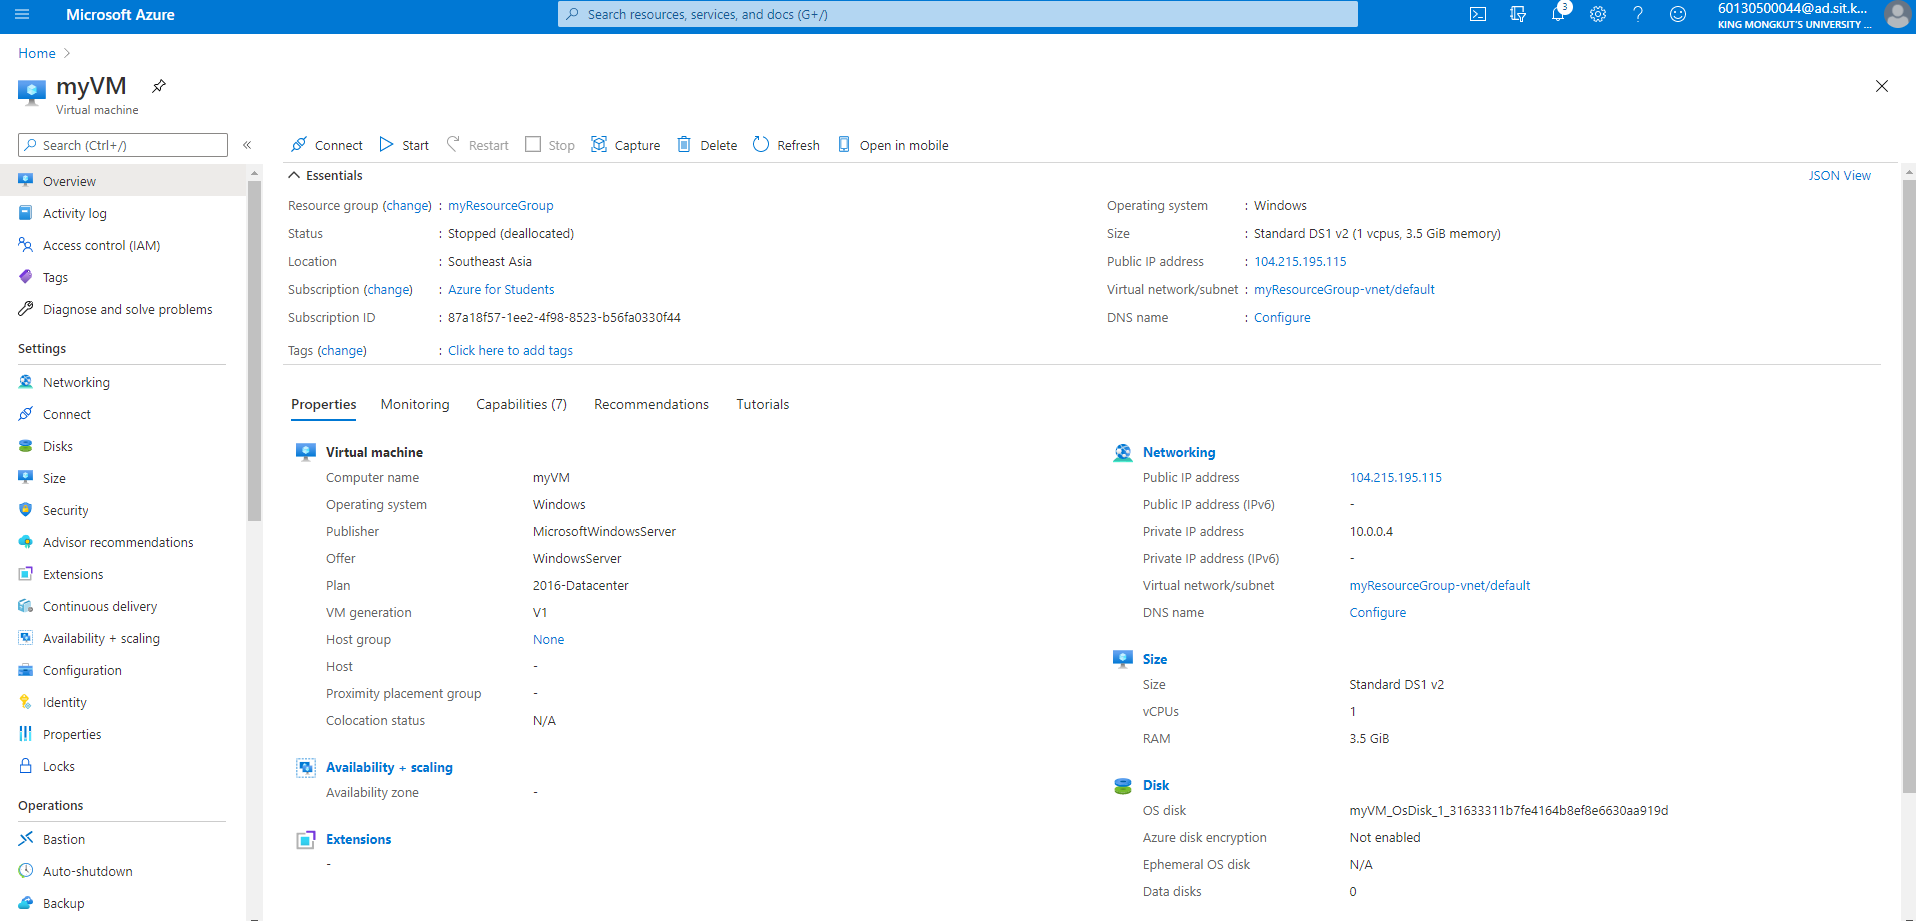 Microsoft Azure
Search resources, services, and docs (G+/)
3
60130500044@ad.sit.k...
KING MONGKUT'S UNIVERSITY ...
Home
myVM
Virtual machine
Search (Ctrl+/)
«
Connect Start Restart Stop Capture Delete Refresh Open in mobile
Overview
Activity log
Access control (IAM)
Tags
Diagnose and solve problems
Settings
Networking
Connect
Disks
Size
Security
Advisor recommendations
Extensions
Continuous delivery
Availability + scaling
Configuration
Identity
Properties
Locks
Operations
Bastion
Auto-shutdown
Backup
Essentials
JSON View
Resource group (change) : myResourceGroup
Status : Stopped (deallocated)
Location : Southeast Asia
Subscription (change) : Azure for Students
Subscription ID : 87a18f57-1ee2-4f98-8523-b56fa0330f44
Tags (change) : Click here to add tags
Operating system : Windows
Size : Standard DS1 v2 (1 vcpus, 3.5 GiB memory)
Public IP address : 104.215.195.115
Virtual network/subnet : myResourceGroup-vnet/default
DNS name : Configure
Properties Monitoring Capabilities (7) Recommendations Tutorials
Virtual machine
Computer name myVM
Operating system Windows
Publisher MicrosoftWindowsServer
Offer WindowsServer
Plan 2016-Datacenter
VM generation V1
Host group None
Host -
Proximity placement group -
Colocation status N/A
Availability + scaling
Availability zone -
Extensions
-
Networking
Public IP address 104.215.195.115
Public IP address (IPv6) -
Private IP address 10.0.0.4
Private IP address (IPv6) -
Virtual network/subnet myResourceGroup-vnet/default
DNS name Configure
Size
Size Standard DS1 v2
vCPUs 1
RAM 3.5 GiB
Disk
OS disk myVM_OsDisk_1_31633311b7fe4164b8ef8e6630aa919d
Azure disk encryption Not enabled
Ephemeral OS disk N/A
Data disks 0